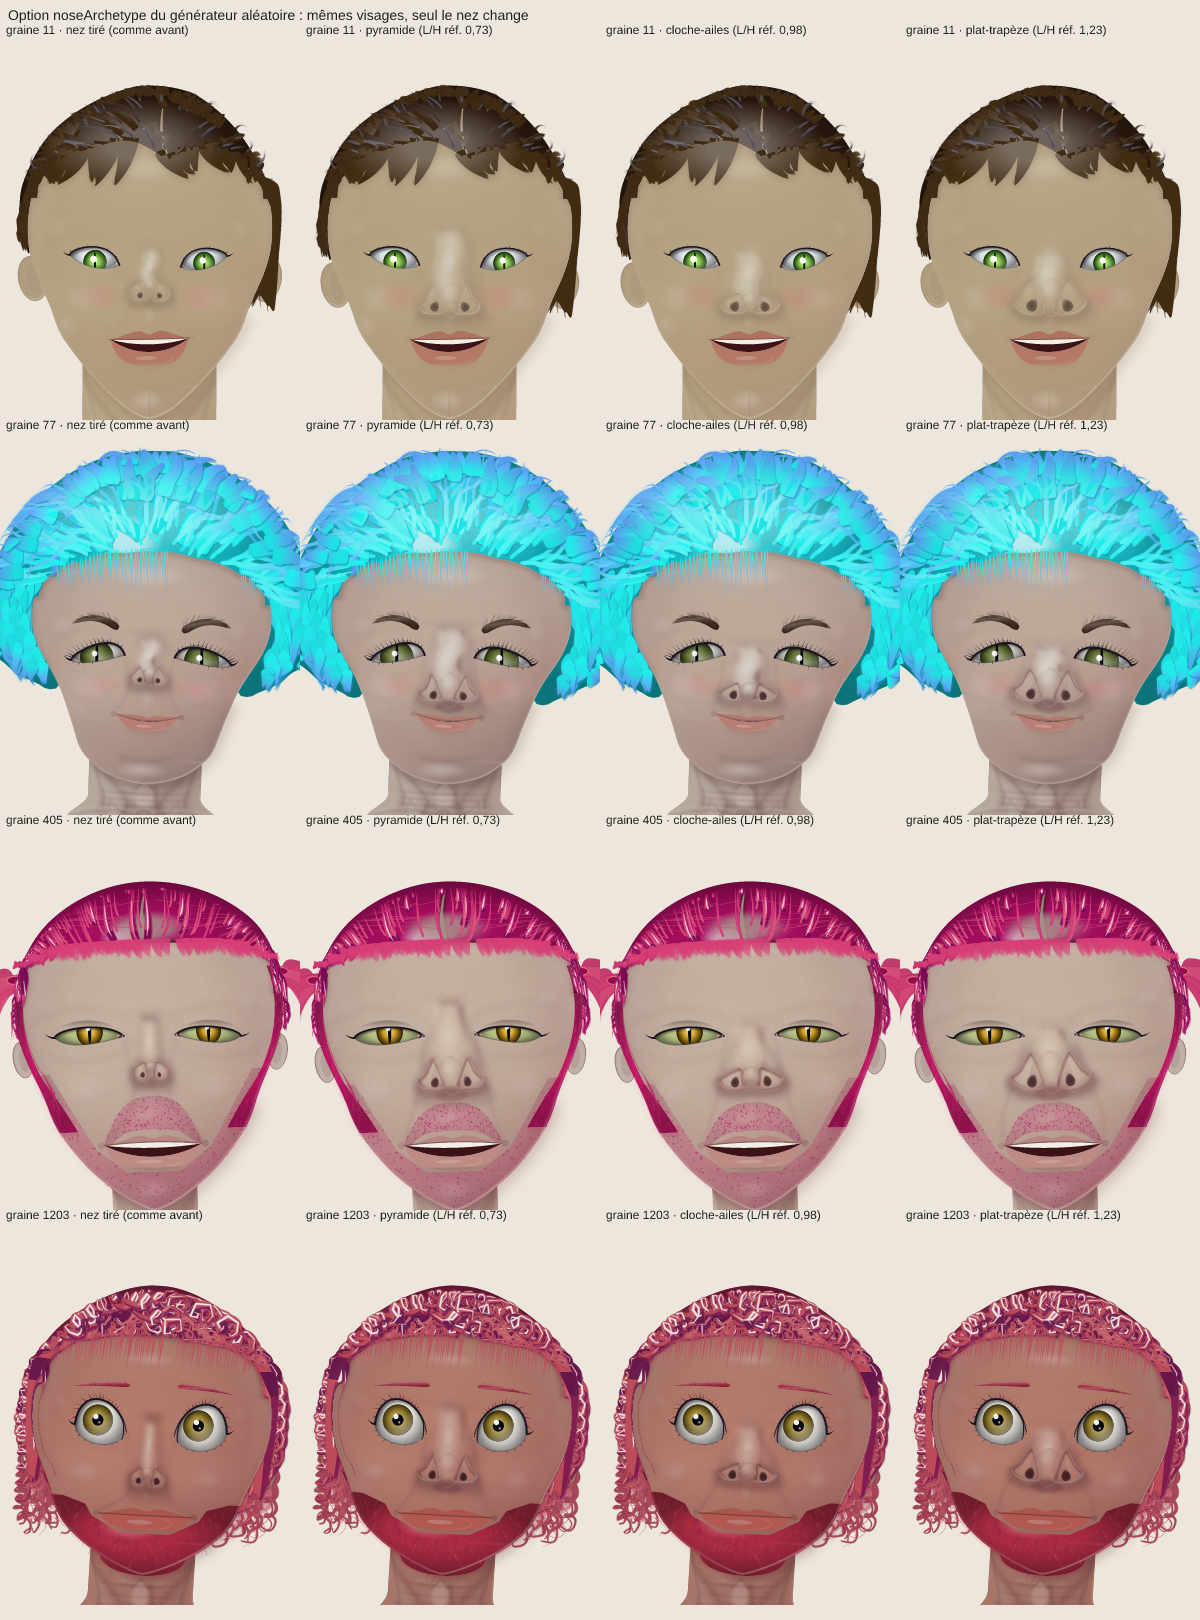 Option noseArchetype du générateur aléatoire : mêmes visages, seul le nez change
graine 11 · nez tiré (comme avant)
graine 11 · pyramide (L/H réf. 0,73)
graine 11 · cloche-ailes (L/H réf. 0,98)
graine 11 · plat-trapèze (L/H réf. 1,23)
graine 77 · nez tiré (comme avant)
graine 77 · pyramide (L/H réf. 0,73)
graine 77 · cloche-ailes (L/H réf. 0,98)
graine 77 · plat-trapèze (L/H réf. 1,23)
graine 405 · nez tiré (comme avant)
graine 405 · pyramide (L/H réf. 0,73)
graine 405 · cloche-ailes (L/H réf. 0,98)
graine 405 · plat-trapèze (L/H réf. 1,23)
graine 1203 · nez tiré (comme avant)
graine 1203 · pyramide (L/H réf. 0,73)
graine 1203 · cloche-ailes (L/H réf. 0,98)
graine 1203 · plat-trapèze (L/H réf. 1,23)